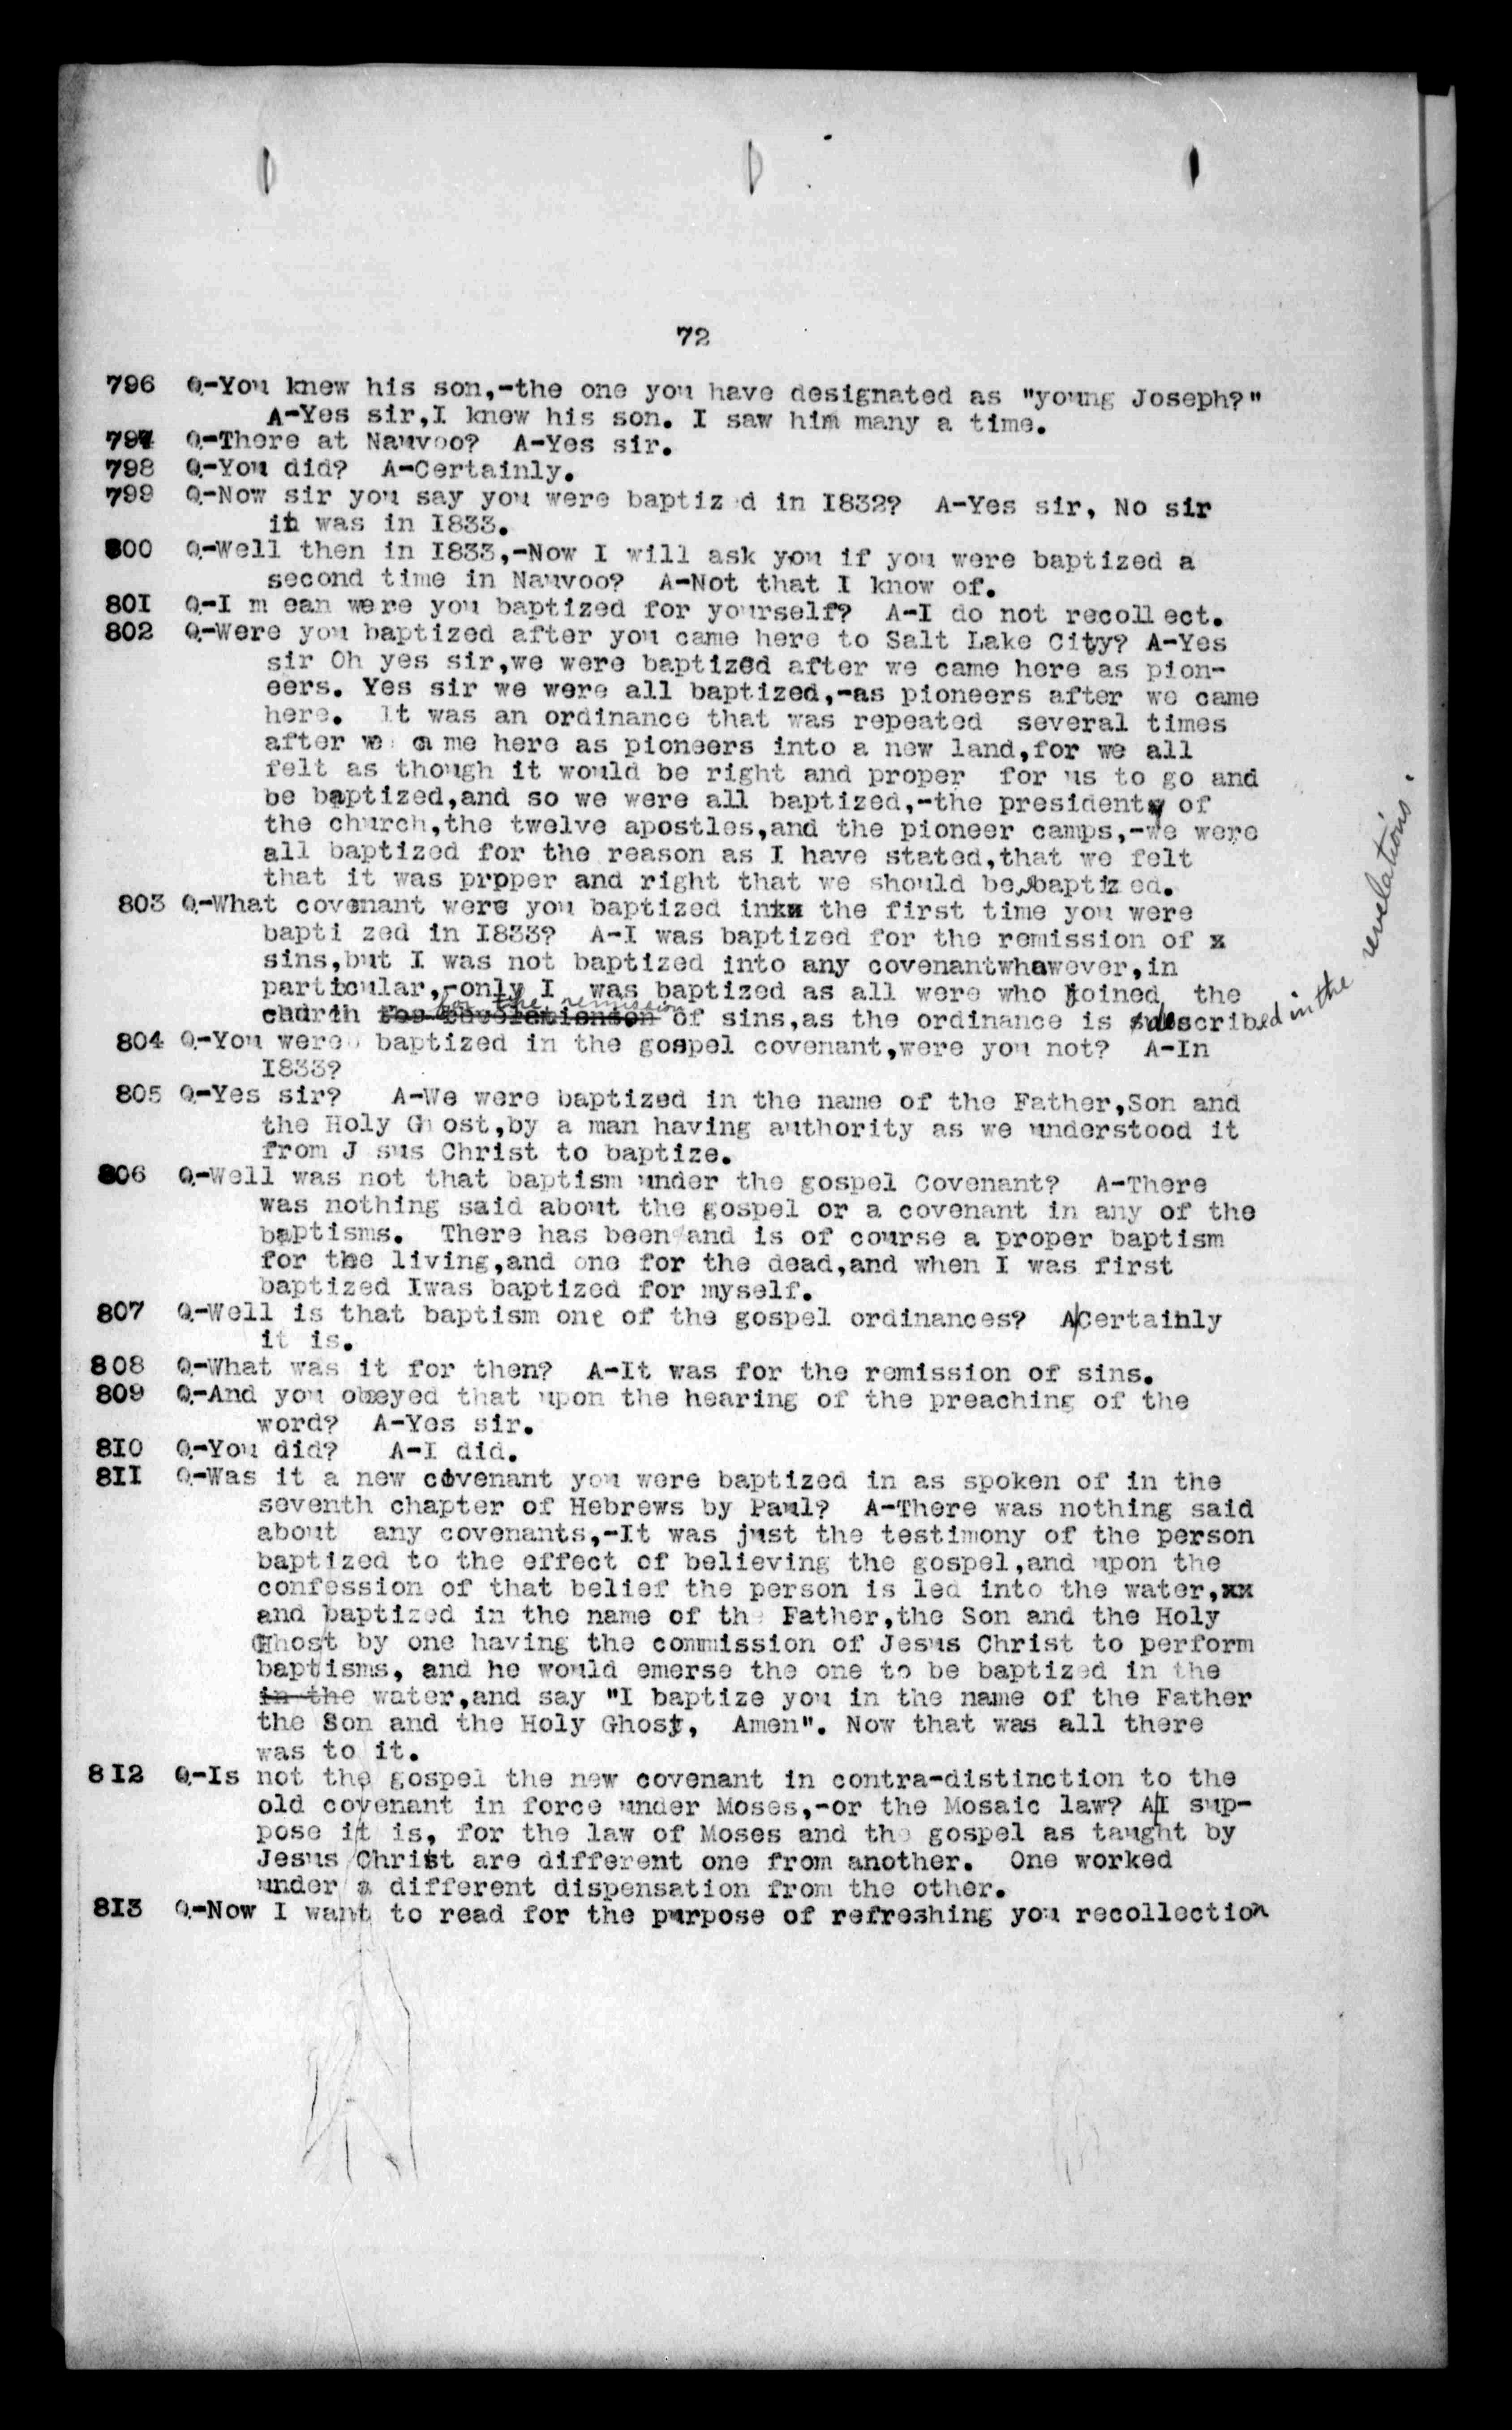 72
796 Q-You knew his son,-the one you have designated as "young Joseph?"
A-Yes sir,I knew his son. I saw him many a time.
797 Q-There at Nauvoo? A-Yes sir.
798 Q-You did? A-Certainly.
799 Q-Now sir you say you were baptiz d in I832? A-Yes sir, No sir
it was in I833.
800 Q-Well then in I833,-Now I will ask you if you were baptized a
second time in Nauvoo? A-Not that I know of.
80I Q-I m ean were you baptized for yourself? A-I do not recollect.
802 Q-Were you baptized after you came here to Salt Lake City? A-Yes
sir Oh yes sir,we were baptized after we came here as pion-
eers. Yes sir we were all baptized,-as pioneers after we came
here. It was an ordinance that was repeated several times
after we came here as pioneers into a new land,for we all
felt as though it would be right and proper for us to go and
be baptized,and so we were all baptized,-the president of
the church,the twelve apostles,and the pioneer camps,-we were
all baptized for the reason as I have stated,that we felt
that it was prpper and right that we should be baptized.
803 Q-What covenant were you baptized in the first time you were
bapti zed in I833? A-I was baptized for the remission of x
sins,but I was not baptized into any covenantwhawever,in
particular,-only I was baptized as all were who joined the
church for the remission of sins,as the ordinance is described in the revelations.
804 Q-You were baptized in the gospel covenant,were you not? A-In
I833?
805 Q-Yes sir? A-We were baptized in the name of the Father,Son and
the Holy G ost,by a man having authority as we understood it
from J sus Christ to baptize.
806 Q-Well was not that baptism under the gospel Covenant? A-There
was nothing said about the gospel or a covenant in any of the
baptisms. There has been and is of course a proper baptism
for the living,and one for the dead,and when I was first
baptized Iwas baptized for myself.
807 Q-Well is that baptism one of the gospel ordinances? A/Certainly
it is.
808 Q-What was it for then? A-It was for the remission of sins.
809 Q-And you obeyed that upon the hearing of the preaching of the
word? A-Yes sir.
8I0 Q-You did? A-I did.
8II Q-Was it a new covenant you were baptized in as spoken of in the
seventh chapter of Hebrews by Paul? A-There was nothing said
about any covenants,-It was just the testimony of the person
baptized to the effect of believing the gospel,and upon the
confession of that belief the person is led into the water,xx
and baptized in the name of the Father,the Son and the Holy
Ghost by one having the commission of Jesus Christ to perform
baptisms, and he would emerse the one to be baptized in the
in the water,and say "I baptize you in the name of the Father
the Son and the Holy Ghost, Amen". Now that was all there
was to it.
8I2 Q-Is not the gospel the new covenant in contra-distinction to the
old covenant in force under Moses,-or the Mosaic law? A/I sup-
pose it is, for the law of Moses and the gospel as taught by
Jesus Christ are different one from another. One worked
under a different dispensation from the other.
8I3 Q-Now I want to read for the purpose of refreshing you recollection